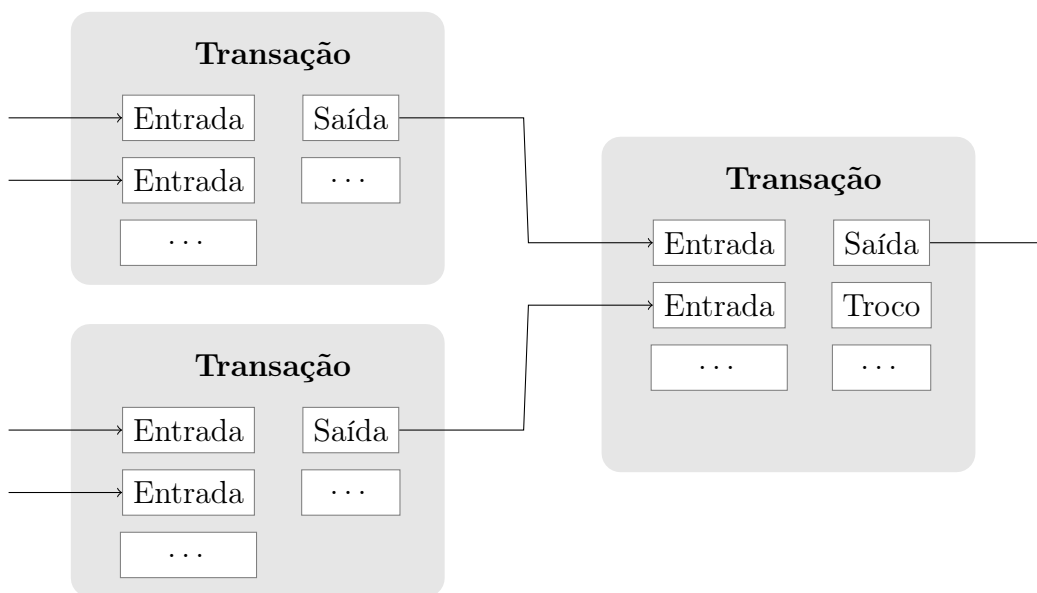 Transação
Entrada Saída
Entrada ...
...
Transação
Entrada Saída
Entrada ...
...
Transação
Entrada Saída
Entrada Troco
... ...